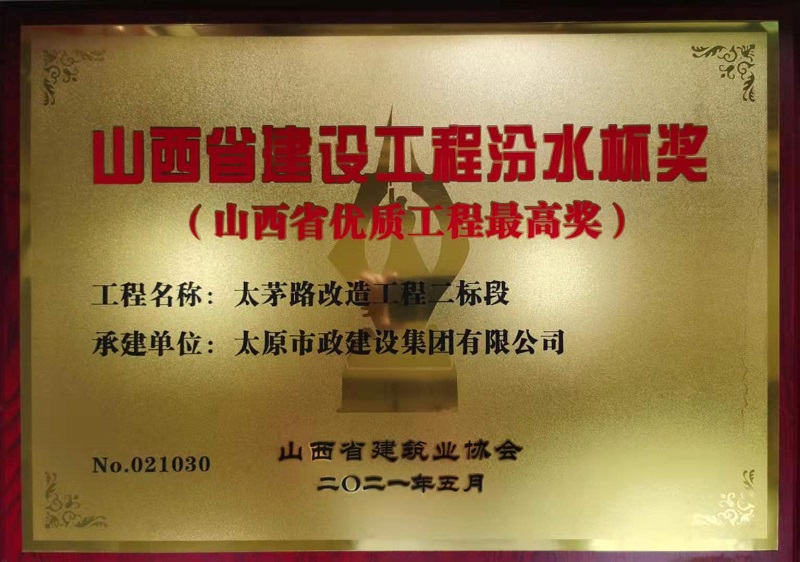 山西省建设工程汾水杯奖
（山西省优质工程最高奖）
工程名称：太茅路改造工程二标段
承建单位：太原市政建设集团有限公司
No.021030
山西省建筑业协会
二〇二一年五月